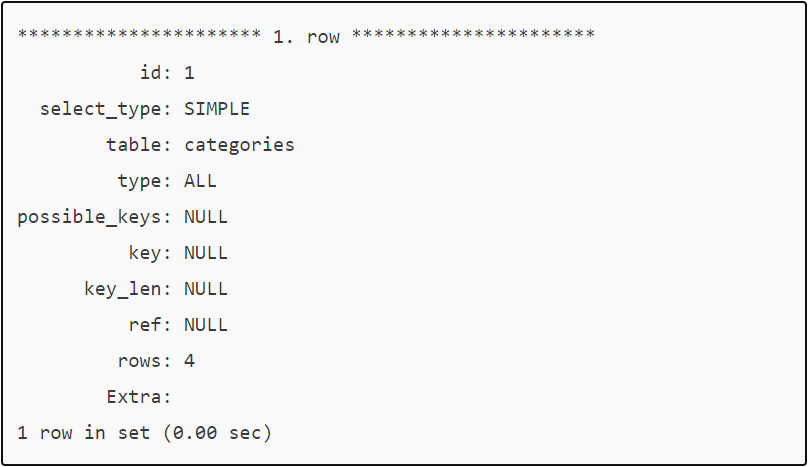 ********************** 1. row **********************
id: 1
select_type: SIMPLE
table: categories
type: ALL
possible_keys: NULL
key: NULL
key_len: NULL
ref: NULL
rows: 4
Extra:
1 row in set (0.00 sec)